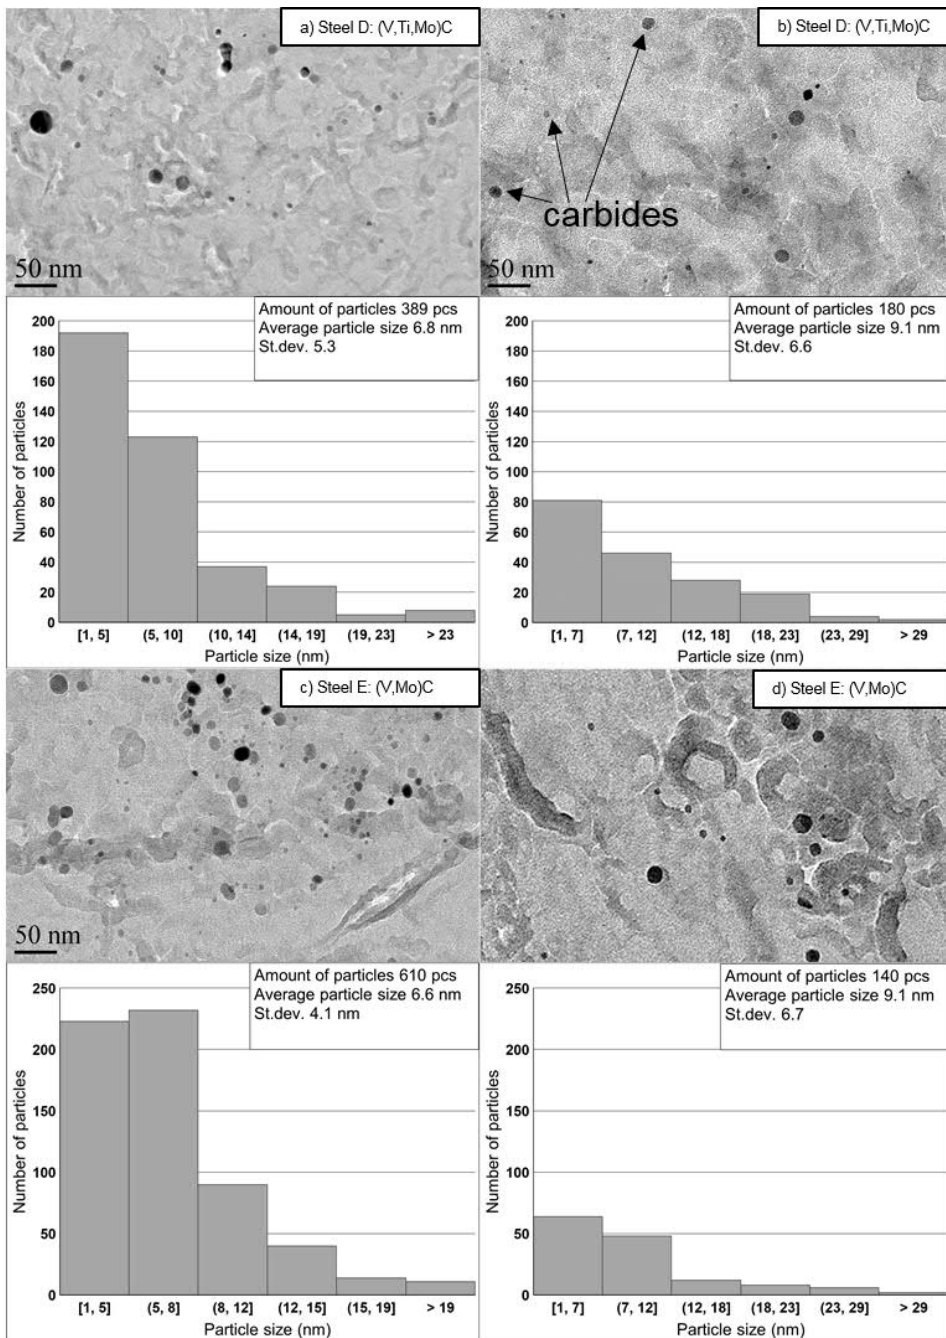 a) Steel D: (V,Ti,Mo)C
b) Steel D: (V,Ti,Mo)C
carbides
50 nm
50 nm
Amount of particles 389 pcs
Average particle size 6.8 nm
St.dev. 5.3
200
180
160
140
120
100
80
60
40
20
0
Number of particles
[1, 5]
(5, 10]
(10, 14]
(14, 19]
(19, 23]
> 23
Particle size (nm)
Amount of particles 180 pcs
Average particle size 9.1 nm
St.dev. 6.6
200
180
160
140
120
100
80
60
40
20
0
Number of particles
[1, 7]
(7, 12]
(12, 18]
(18, 23]
(23, 29]
> 29
Particle size (nm)
c) Steel E: (V,Mo)C
d) Steel E: (V,Mo)C
50 nm
Amount of particles 610 pcs
Average particle size 6.6 nm
St.dev. 4.1 nm
250
200
150
100
50
0
Number of particles
[1, 5]
(5, 8]
(8, 12]
(12, 15]
(15, 19]
> 19
Particle size (nm)
Amount of particles 140 pcs
Average particle size 9.1 nm
St.dev. 6.7
250
200
150
100
50
0
Number of particles
[1, 7]
(7, 12]
(12, 18]
(18, 23]
(23, 29]
> 29
Particle size (nm)